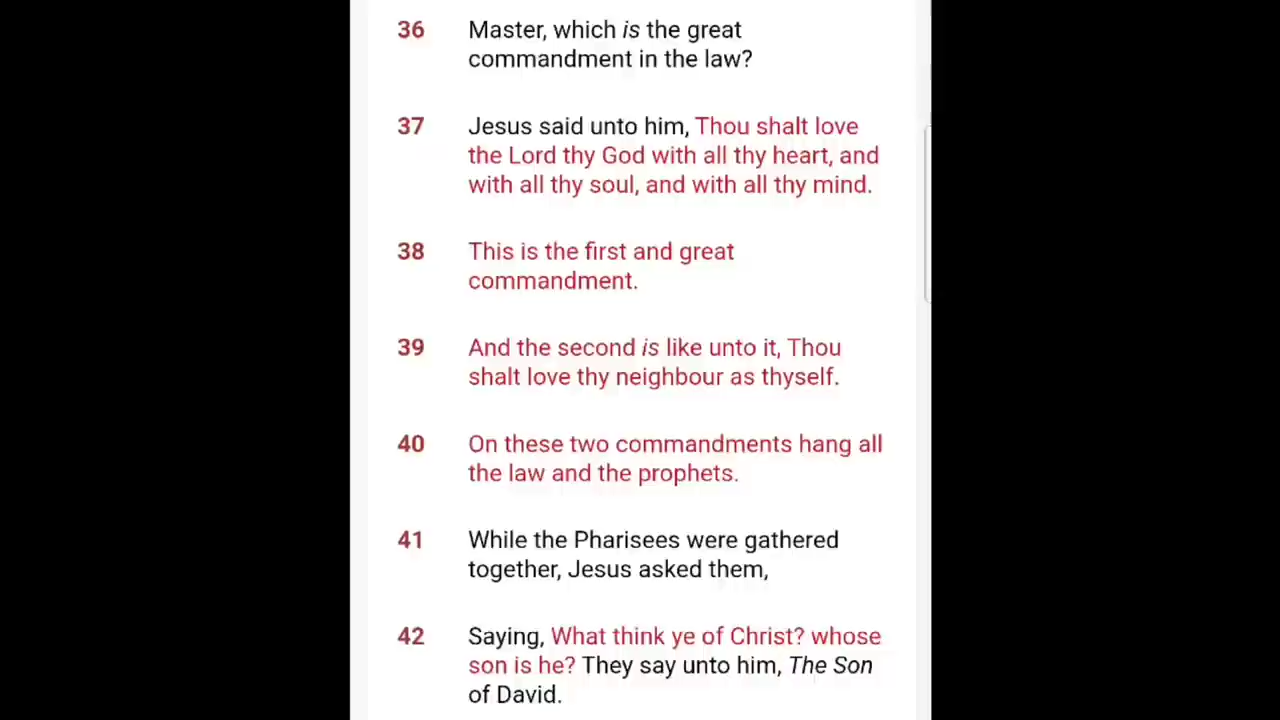 36 Master, which is the great
commandment in the law?
37 Jesus said unto him, Thou shalt love
the Lord thy God with all thy heart, and
with all thy soul, and with all thy mind.
38 This is the first and great
commandment.
39 And the second is like unto it, Thou
shalt love thy neighbour as thyself.
40 On these two commandments hang all
the law and the prophets.
41 While the Pharisees were gathered
together, Jesus asked them,
42 Saying, What think ye of Christ? whose
son is he? They say unto him, The Son
of David.